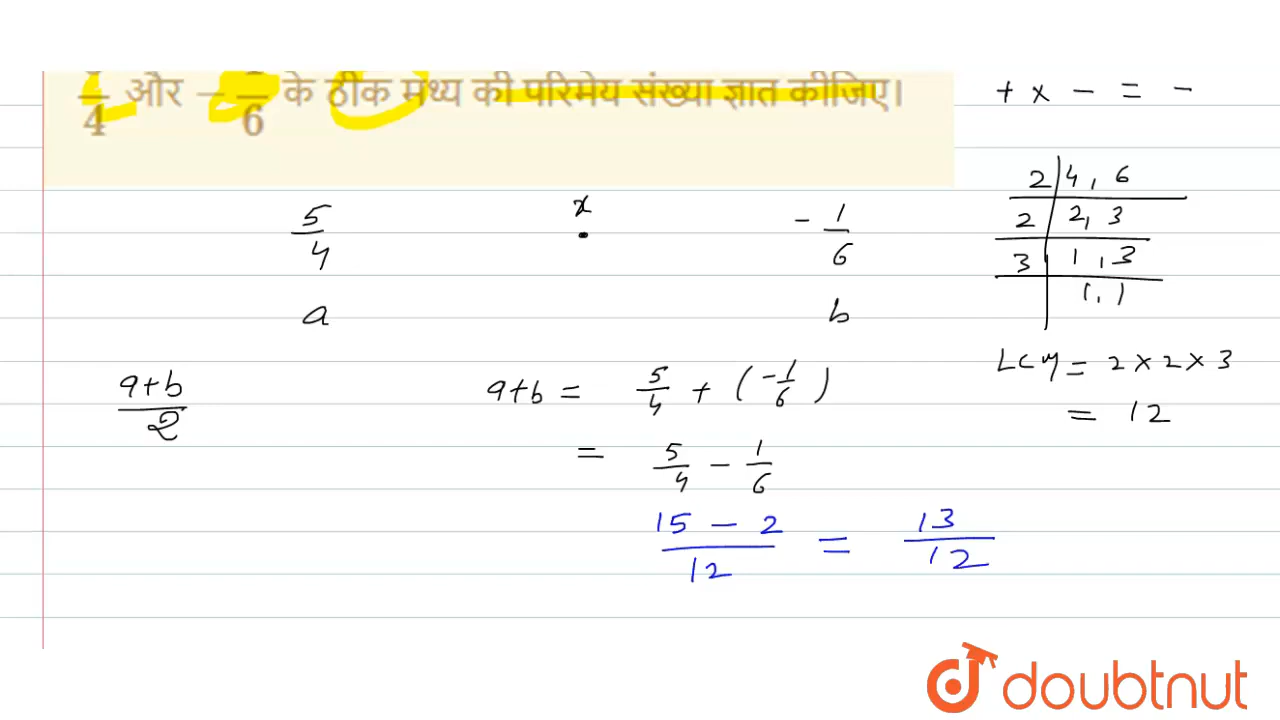 4 और - 6 के ठीक मध्य की परिमेय संख्या ज्ञात कीजिए।
+ x - = -
2 | 4, 6
2 | 2, 3
3 | 1, 3
1, 1
LCM = 2 × 2 × 3
= 12
5/4 x - 1/6
a b
a+b/2
a+b = 5/4 + (-1/6)
= 5/4 - 1/6
15 - 2/12 = 13/12
doubtnut